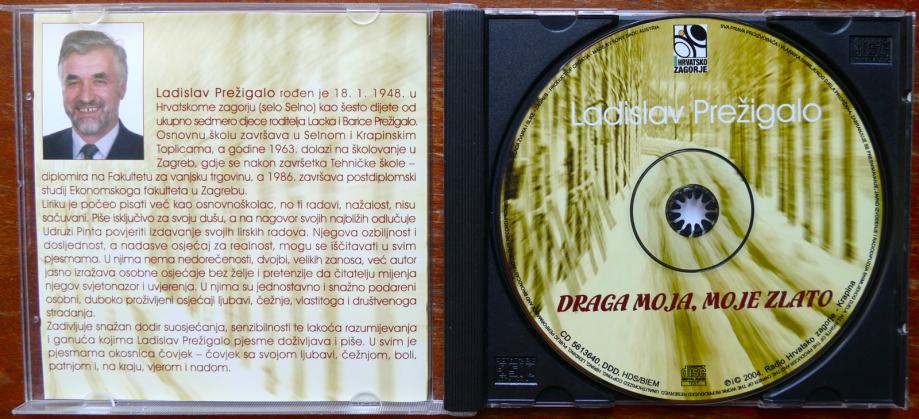 Ladislav Prežigalo rođen je 18. 1. 1948. u
Hrvatskome zagorju (selo Selno) kao šesto dijete od
ukupno sedmero djece roditelja Lacka i Barice Prežigalo.
Osnovnu školu završava u Selnom i Krapinskim
Toplicama, a godine 1963. dolazi na školovanje u
Zagreb, gdje se nakon završetka Tehničke škole –
diplomira na Fakultetu za vanjsku trgovinu, a 1986. završava postdiplomski
studij Ekonomskoga fakulteta u Zagrebu.
Liriku je počeo pisati već kao osnovnoškolac, no ti radovi, nažalost, nisu
sačuvani. Piše isključivo za svoju dušu, a na nagovor svojih najbližih odlučuje
Udruzi Pinta povjeriti izdavanje svojih lirskih radova. Njegova ozbiljnost i
dosljednost, a nadasve osjećaj za realnost, mogu se iščitavati u svim
pjesmama. U njima nema nedorečenosti, dvojbi, velikih zanosa, već autor
jasno izražava osobne osjećaje bez želje i pretenzije da čitatelju mijenja
njegov svjetonazor i uvjerenja. U njima su jednostavno i snažno podareni
osobni, duboko proživljeni osjećaji ljubavi, čežnje, vlastitoga i društvenoga
stradanja.
Zadivljuje snažan dodir suosjećanja, senzibilnosti te lakoća razumijevanja
i ganuća kojima Ladislav Prežigalo pjesme doživljava i piše. U svim je
pjesmama okosnica čovjek – čovjek sa svojom ljubavi, čežnjom, boli,
patnjom i, na kraju, vjerom i nadom.
HRVATSKO
ZAGORJE
Ladislav Prežigalo
DRAGA MOJA, MOJE ZLATO
CD 5613640, DDD, HDS/BIEM
℗ i © 2004. Radio Hrvatsko zagorje - Krapina